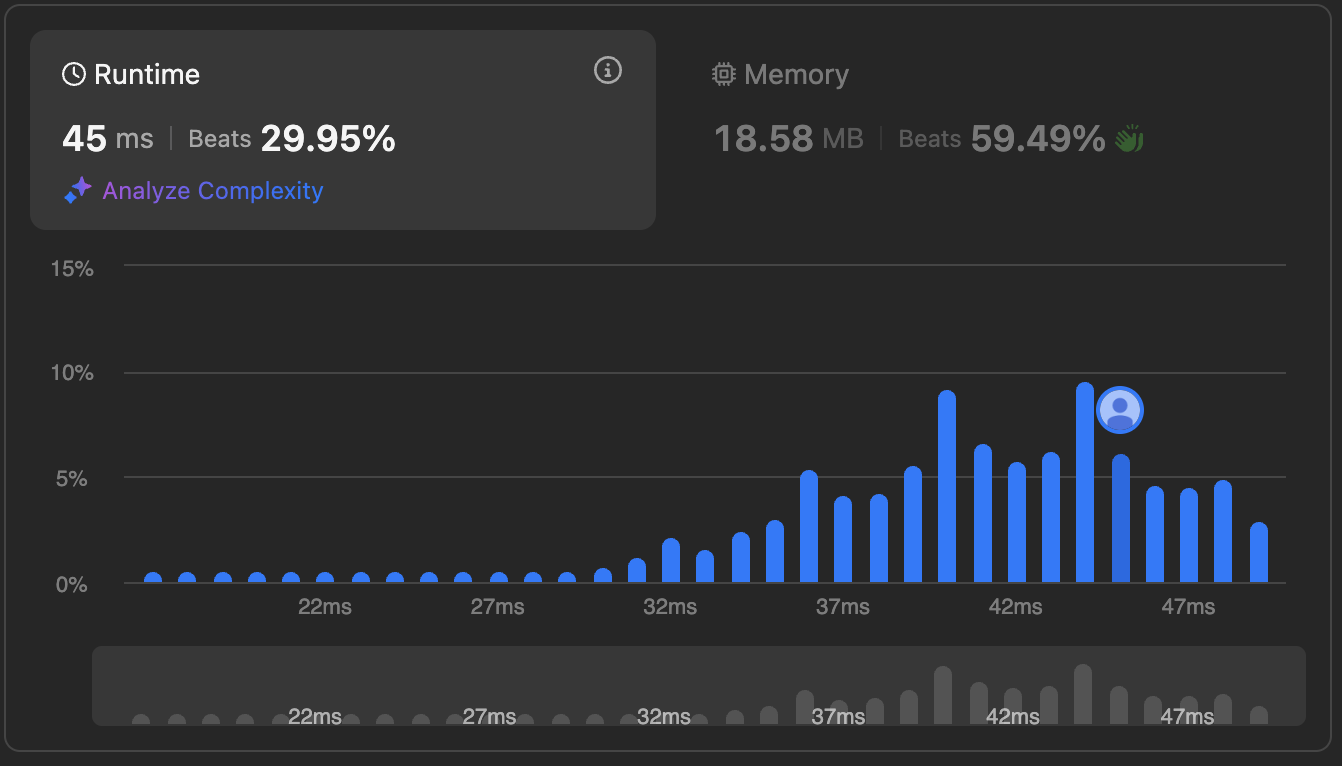 Runtime
45 ms | Beats 29.95%
Analyze Complexity
Memory
18.58 MB | Beats 59.49%
15%
10%
5%
0%
22ms 27ms 32ms 37ms 42ms 47ms
22ms 27ms 32ms 37ms 42ms 47ms